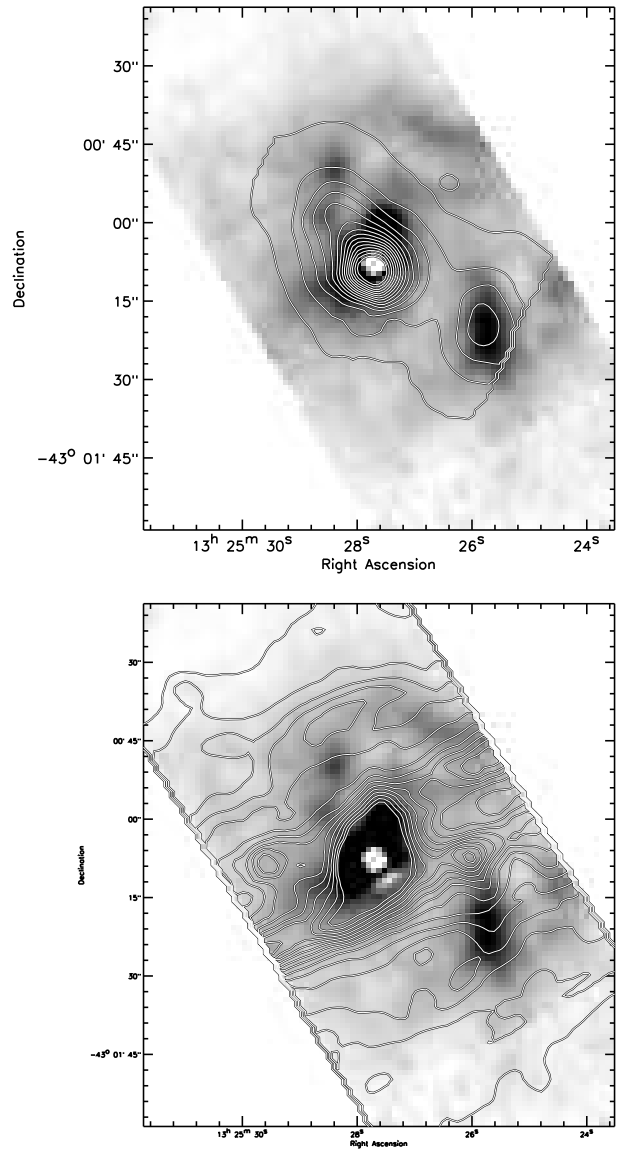 30"
00' 45"
00"
15"
30"
−43° 01' 45"
Declination
13ʰ 25ᵐ 30ˢ 28ˢ 26ˢ 24ˢ
Right Ascension
30"
00' 45"
00"
15"
30"
−43° 01' 45"
Declination
13ʰ 25ᵐ 30ˢ 28ˢ 26ˢ 24ˢ
Right Ascension